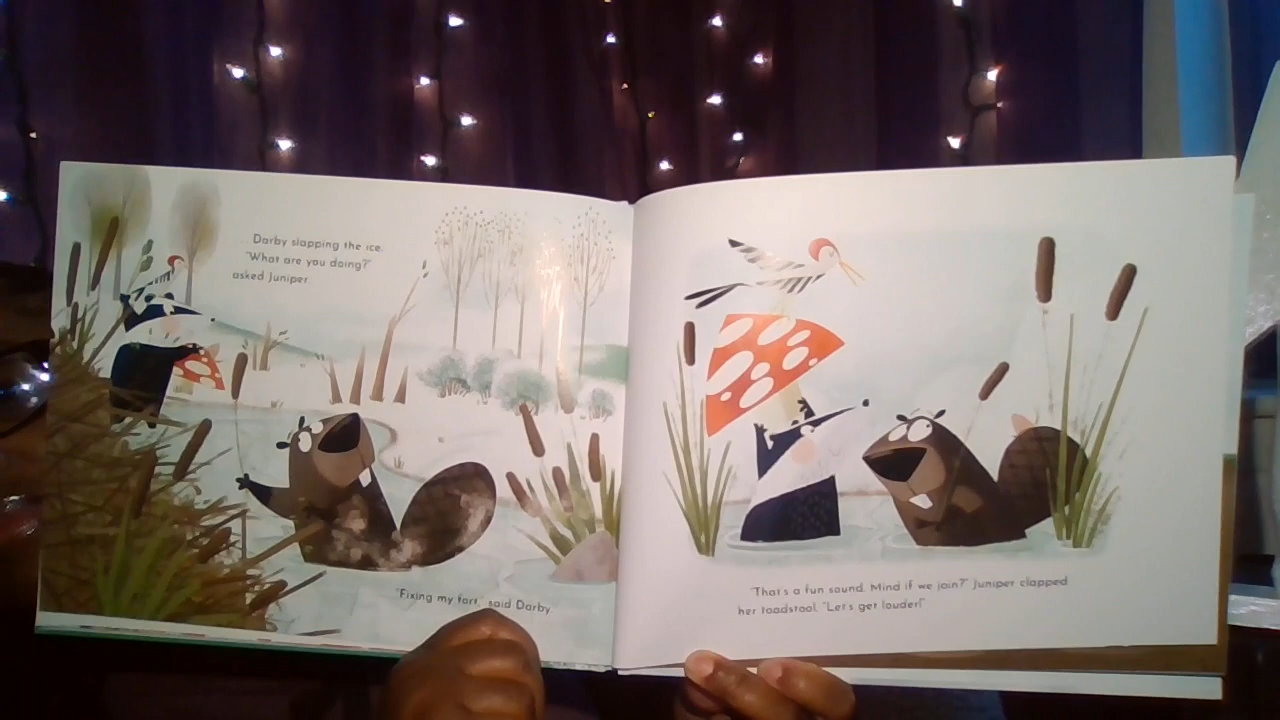 ... Darby slapping the ice.
"What are you doing?"
asked Juniper.
"Fixing my fort," said Darby.
"That's a fun sound. Mind if we join?" Juniper clapped
her toadstool. "Let's get louder!"